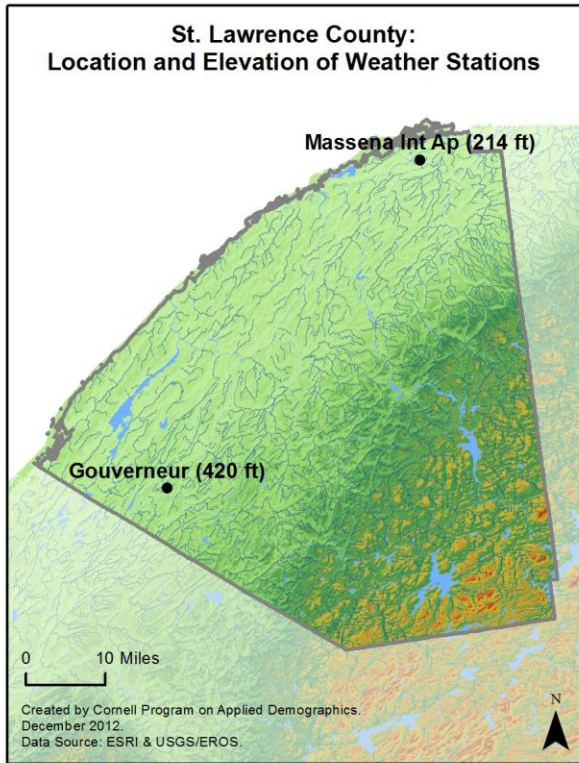 St. Lawrence County:
Location and Elevation of Weather Stations
Massena Int Ap (214 ft)
Gouverneur (420 ft)
0 10 Miles
Created by Cornell Program on Applied Demographics.
December 2012.
Data Source: ESRI & USGS/EROS.
N